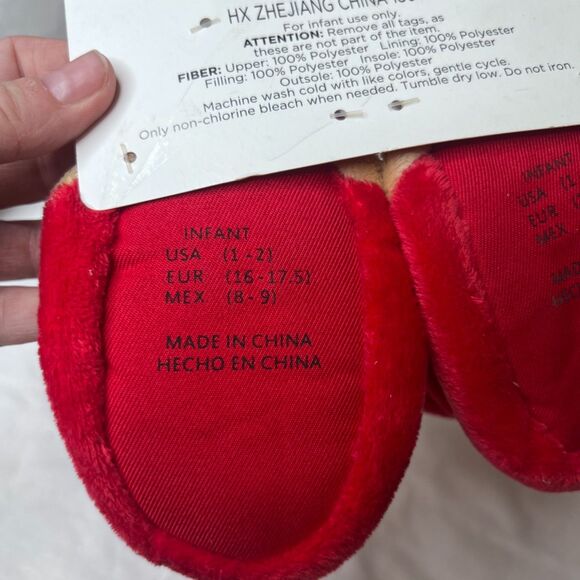 HX ZHEJIANG CHINA
For infant use only.
ATTENTION: Remove all tags, as
these are not part of the item.
FIBER: Upper: 100% Polyester Lining: 100% Polyester
Filling: 100% Polyester Insole: 100% Polyester
Outsole: 100% Polyester
Machine wash cold with like colors, gentle cycle.
Only non-chlorine bleach when needed. Tumble dry low. Do not iron.
INFANT
USA (1-2)
EUR (16-17.5)
MEX (8-9)
MADE IN CHINA
HECHO EN CHINA
INFANT
USA
EUR
MEX